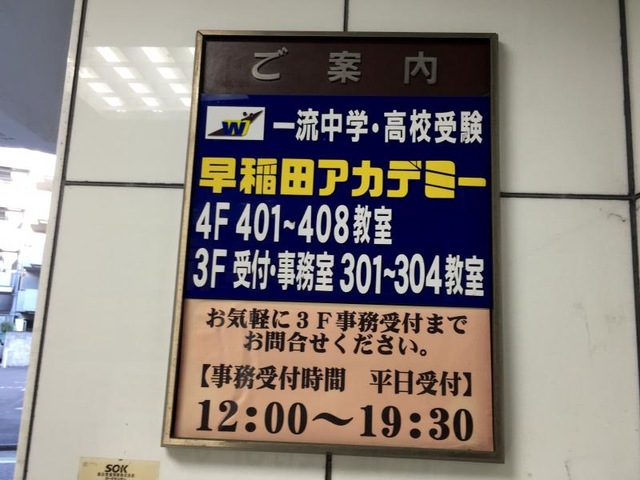 ご案内
W 一流中学・高校受験
早稲田アカデミー
4F 401~408教室
3F 受付・事務室 301~304教室
お気軽に3F事務受付まで
お問合せください。
【事務受付時間 平日受付】
12:00〜19:30
SOK